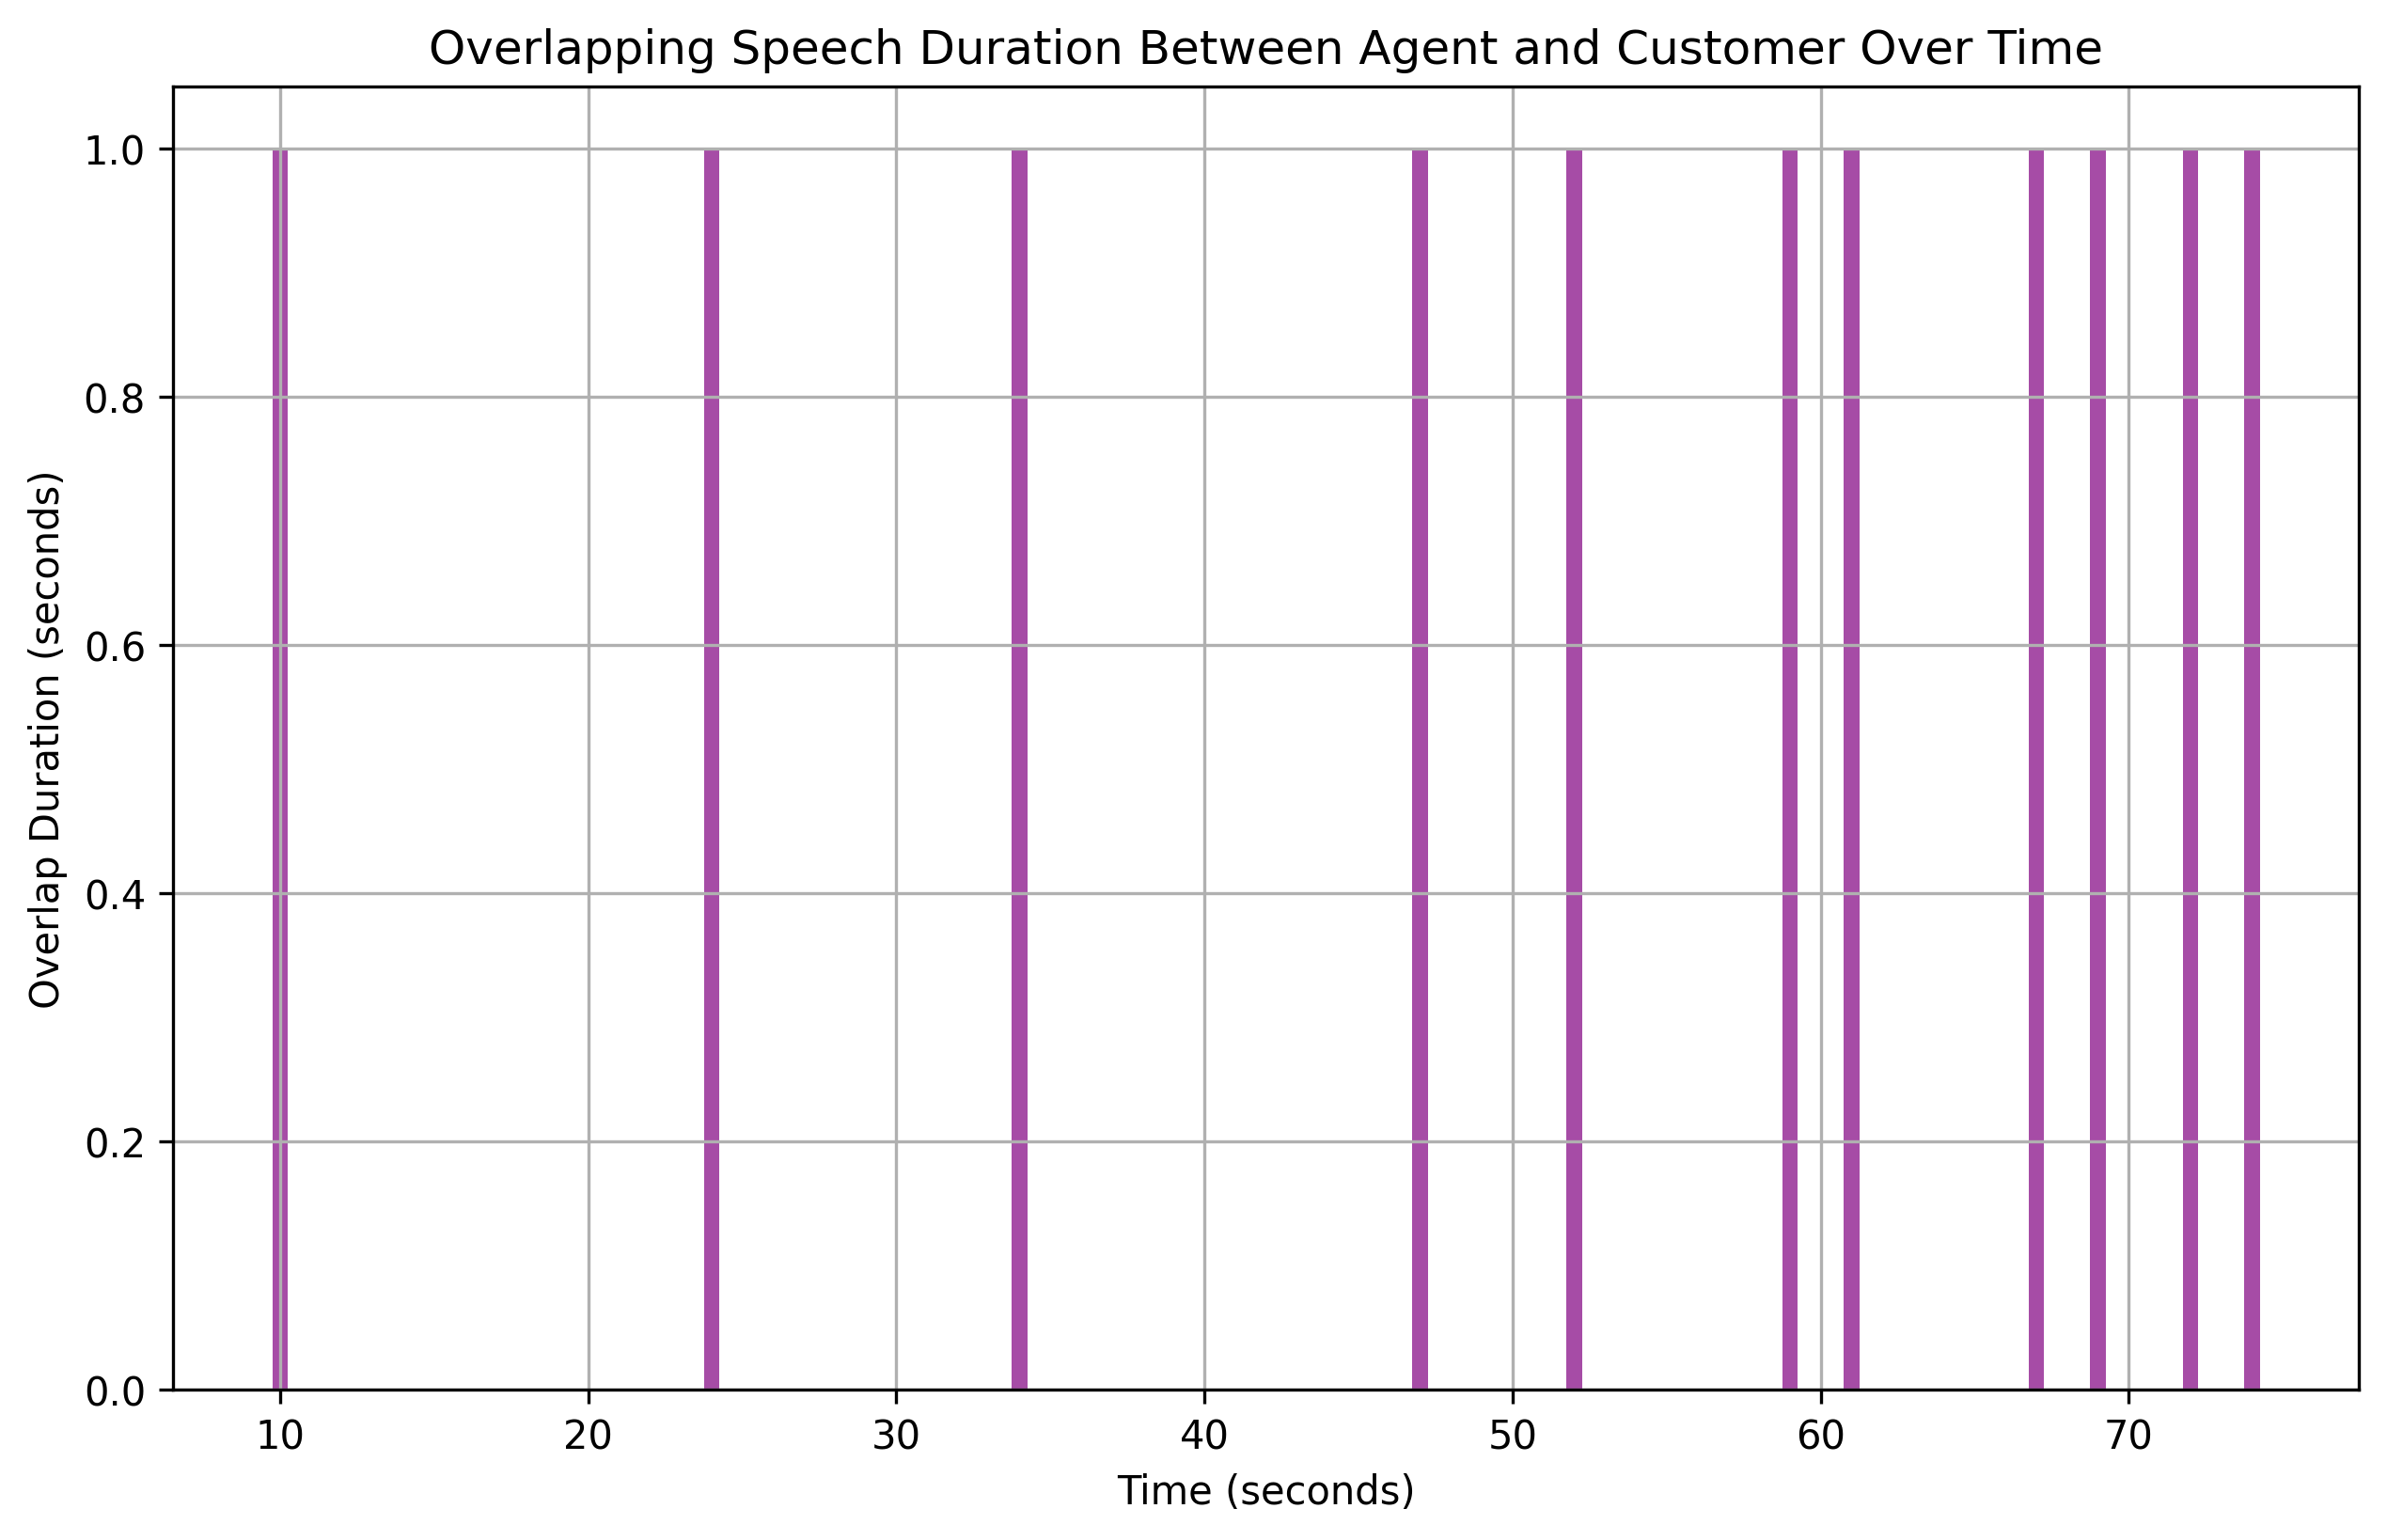 Overlapping Speech Duration Between Agent and Customer Over Time
Overlap Duration (seconds)
1.0
0.8
0.6
0.4
0.2
0.0
10 20 30 40 50 60 70
Time (seconds)